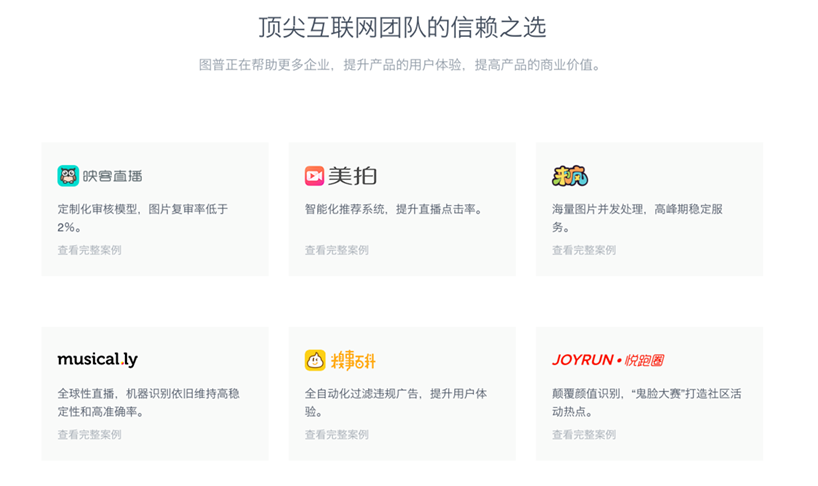 顶尖互联网团队的信赖之选
图普正在帮助更多企业，提升产品的用户体验，提高产品的商业价值。
映客直播
定制化审核模型，图片复审率低于
2%。
查看完整案例
美拍
智能化推荐系统，提升直播点击率。
查看完整案例
来疯
海量图片并发处理，高峰期稳定服
务。
查看完整案例
musical.ly
全球性直播，机器识别依旧维持高稳
定性和高准确率。
查看完整案例
糗事百科
全自动化过滤违规广告，提升用户体
验。
查看完整案例
JOYRUN•悦跑圈
颠覆颜值识别，“鬼脸大赛”打造社区活
动热点。
查看完整案例